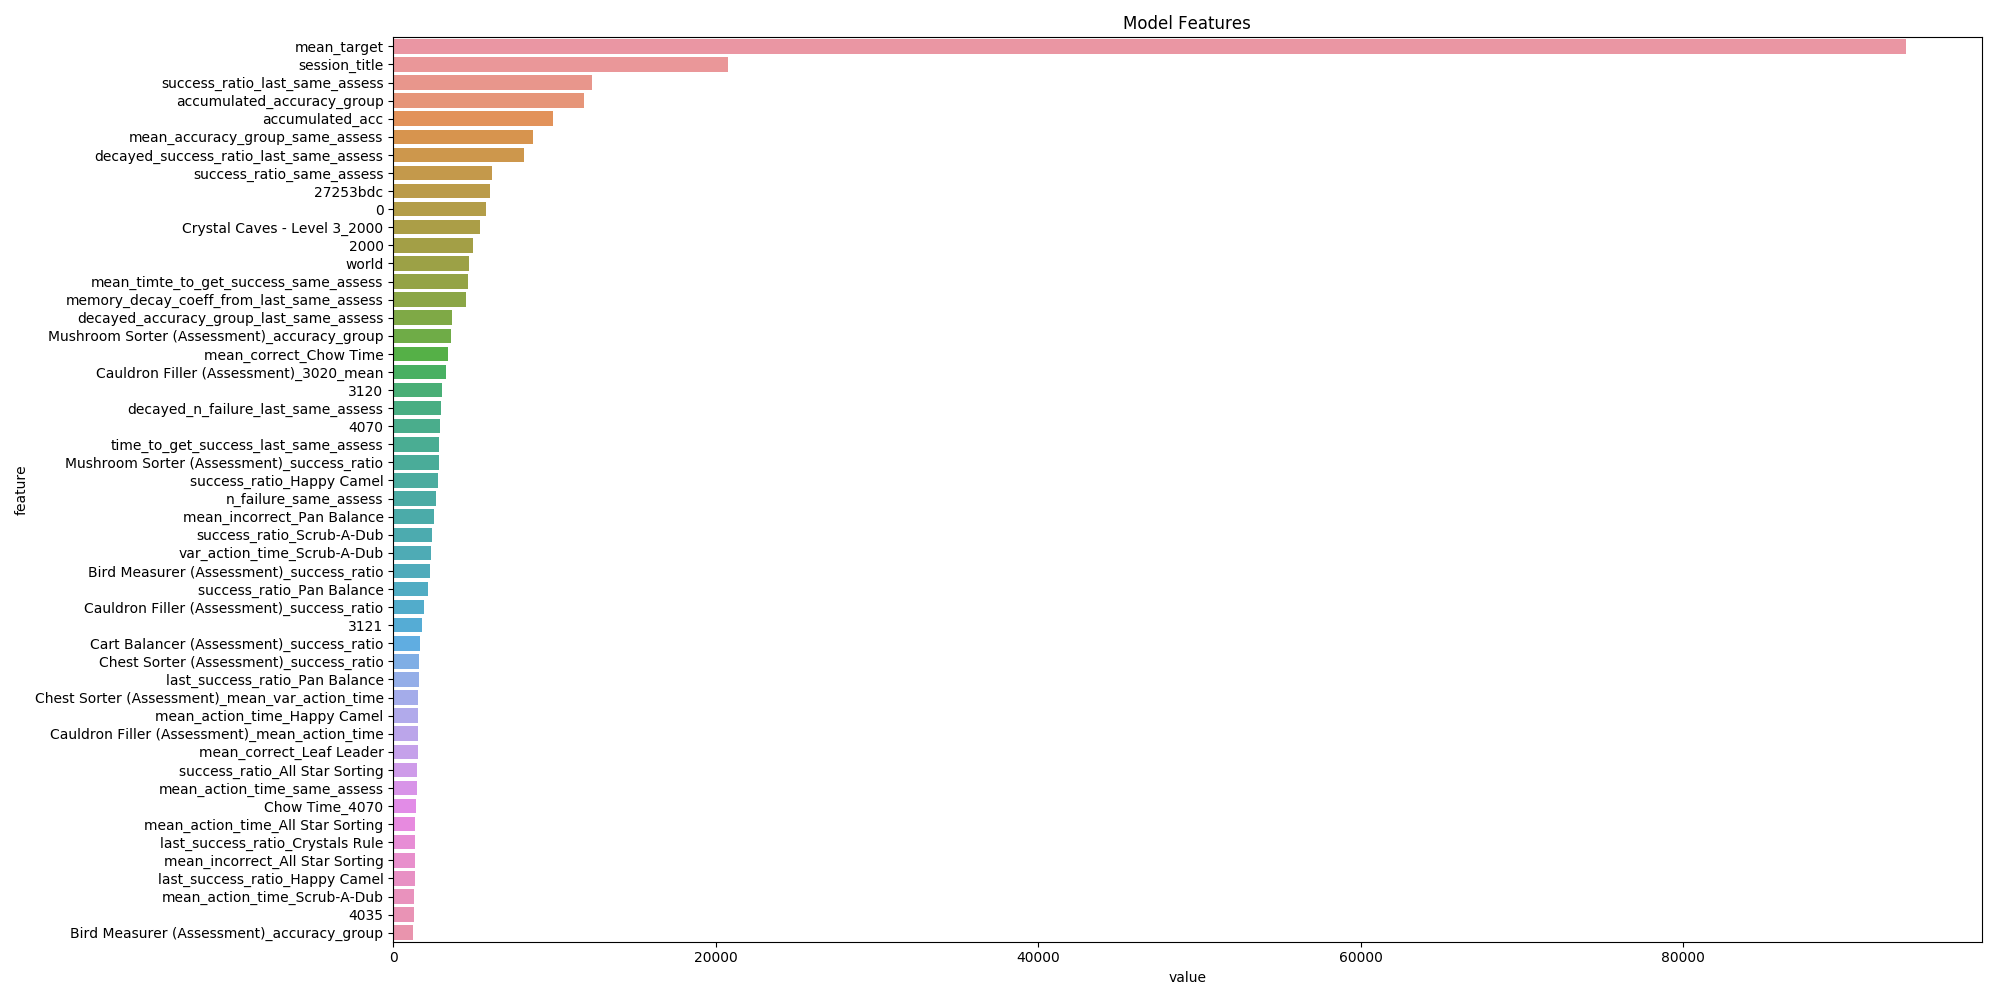 Model Features
mean_target
session_title
success_ratio_last_same_assess
accumulated_accuracy_group
accumulated_acc
mean_accuracy_group_same_assess
decayed_success_ratio_last_same_assess
success_ratio_same_assess
27253bdc
0
Crystal Caves - Level 3_2000
2000
world
mean_timte_to_get_success_same_assess
memory_decay_coeff_from_last_same_assess
decayed_accuracy_group_last_same_assess
Mushroom Sorter (Assessment)_accuracy_group
mean_correct_Chow Time
Cauldron Filler (Assessment)_3020_mean
3120
decayed_n_failure_last_same_assess
4070
time_to_get_success_last_same_assess
Mushroom Sorter (Assessment)_success_ratio
success_ratio_Happy Camel
n_failure_same_assess
mean_incorrect_Pan Balance
success_ratio_Scrub-A-Dub
var_action_time_Scrub-A-Dub
Bird Measurer (Assessment)_success_ratio
success_ratio_Pan Balance
Cauldron Filler (Assessment)_success_ratio
3121
Cart Balancer (Assessment)_success_ratio
Chest Sorter (Assessment)_success_ratio
last_success_ratio_Pan Balance
Chest Sorter (Assessment)_mean_var_action_time
mean_action_time_Happy Camel
Cauldron Filler (Assessment)_mean_action_time
mean_correct_Leaf Leader
success_ratio_All Star Sorting
mean_action_time_same_assess
Chow Time_4070
mean_action_time_All Star Sorting
last_success_ratio_Crystals Rule
mean_incorrect_All Star Sorting
last_success_ratio_Happy Camel
mean_action_time_Scrub-A-Dub
4035
Bird Measurer (Assessment)_accuracy_group
feature
0 20000 40000 60000 80000
value